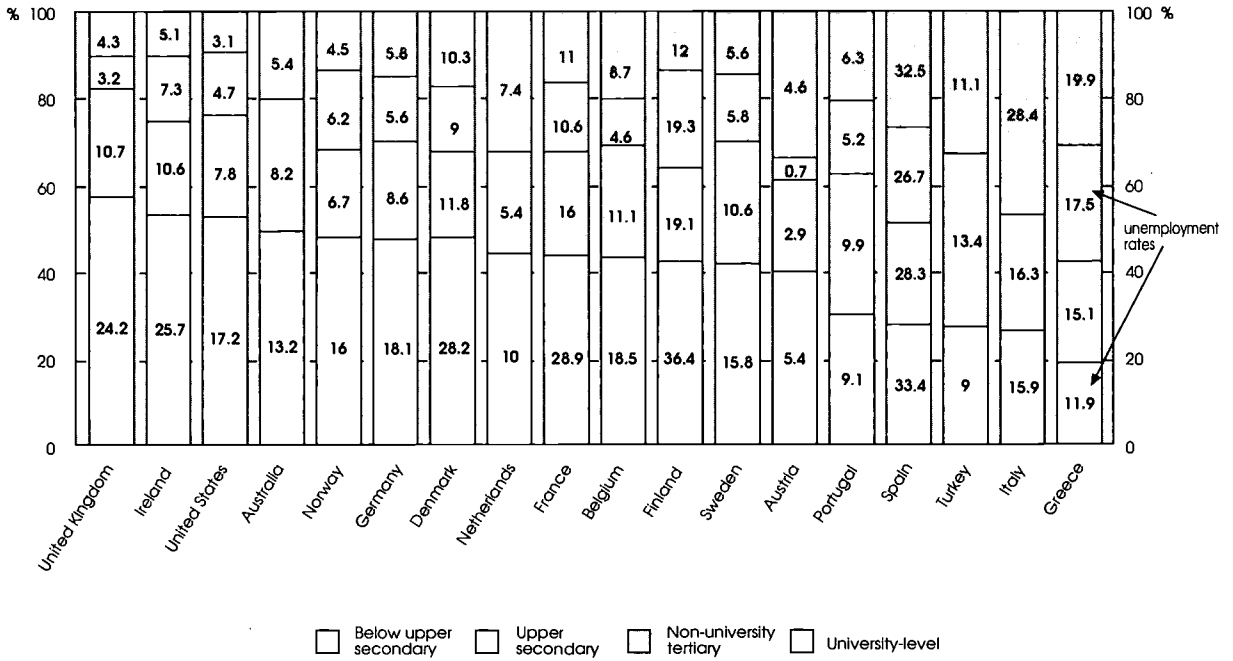 % 100 100 %
4.3 5.1 3.1 5.4 4.5 5.8 10.3 7.4 11 8.7 12 5.6 4.6 6.3 32.5 11.1 28.4 19.9
80 80
3.2 7.3 4.7 8.2 6.2 5.6 9 5.4 10.6 4.6 19.3 5.8 0.7 5.2 26.7 13.4 16.3 17.5
60 60
10.7 10.6 7.8 6.7 8.6 11.8 16 11.1 19.1 10.6 2.9 9.9 28.3 15.1
unemployment
rates
40 40
24.2 25.7 17.2 13.2 16 18.1 28.2 10 28.9 18.5 36.4 15.8 5.4 9.1 33.4 9 15.9 11.9
20 20
0 0
United Kingdom
Ireland
United States
Australia
Norway
Germany
Denmark
Netherlands
France
Belgium
Finland
Sweden
Austria
Portugal
Spain
Turkey
Italy
Greece
Below upper
secondary
Upper
secondary
Non-university
tertiary
University-level